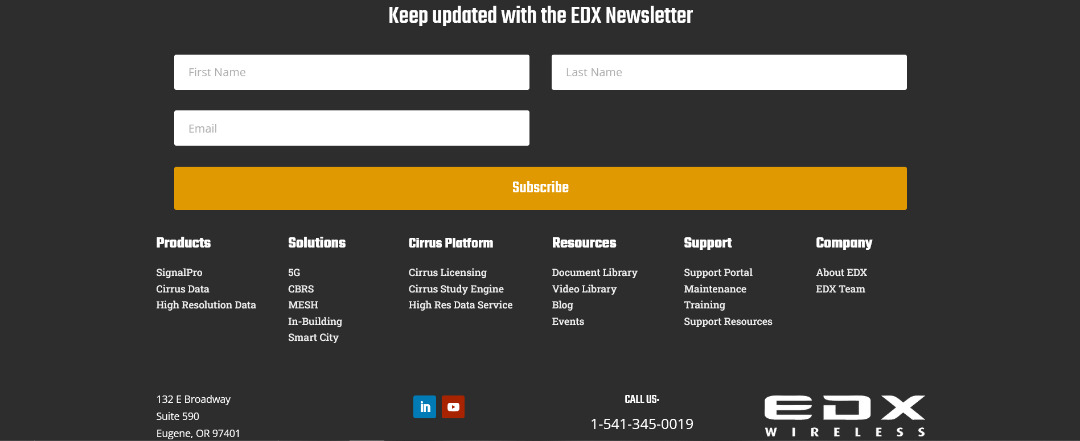 Keep updated with the EDX Newsletter
First Name
Last Name
Email
Subscribe
Products
SignalPro
Cirrus Data
High Resolution Data
Solutions
5G
CBRS
MESH
In-Building
Smart City
Cirrus Platform
Cirrus Licensing
Cirrus Study Engine
High Res Data Service
Resources
Document Library
Video Library
Blog
Events
Support
Support Portal
Maintenance
Training
Support Resources
Company
About EDX
EDX Team
132 E Broadway
Suite 590
Eugene, OR 97401
in
CALL US:
1-541-345-0019
EDX
WIRELESS